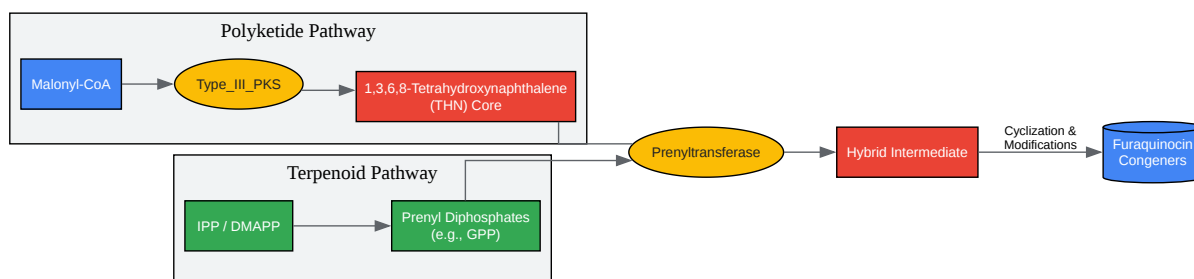 Polyketide Pathway
Malonyl-CoA
Type_III_PKS
1,3,6,8-Tetrahydroxynaphthalene
(THN) Core
Terpenoid Pathway
IPP / DMAPP
Prenyl Diphosphates
(e.g., GPP)
Prenyltransferase
Hybrid Intermediate
Cyclization &
Modifications
Furaquinocin
Congeners